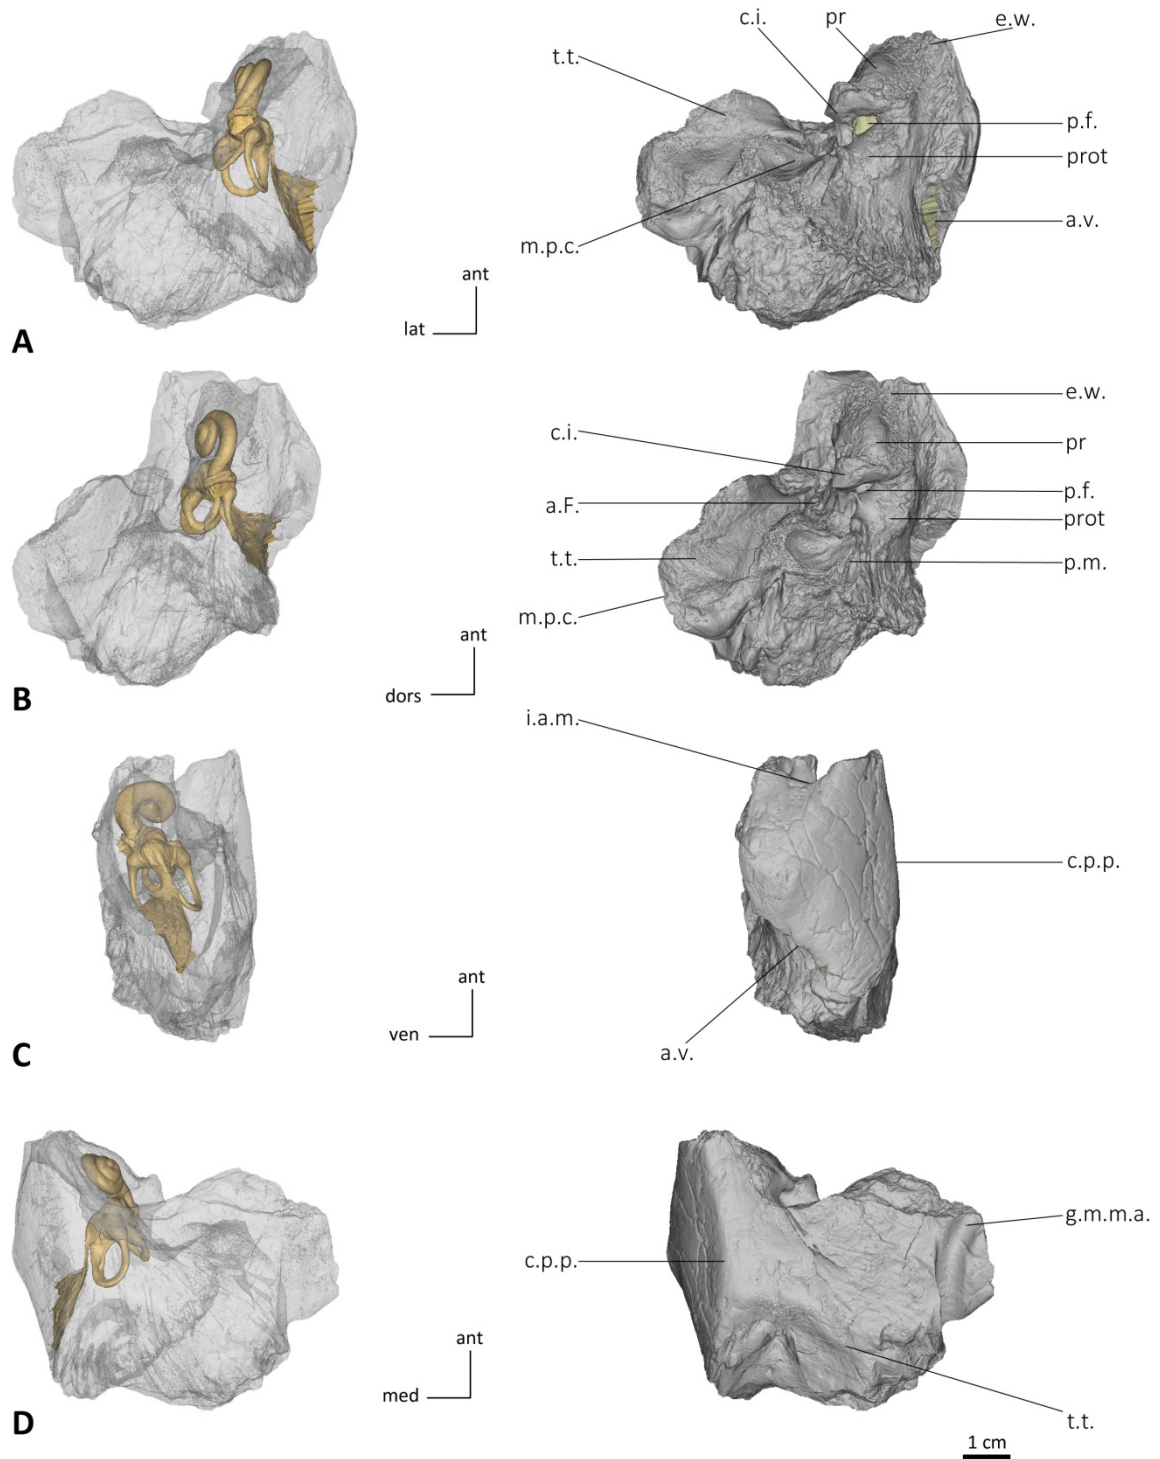 c.i.
pr
e.w.
t.t.
p.f.
prot
a.v.
m.p.c.
ant
lat
A
e.w.
c.i.
pr
p.f.
a.F.
prot
t.t.
p.m.
m.p.c.
ant
dors
B
i.a.m.
c.p.p.
ant
ven
C
a.v.
g.m.m.a.
c.p.p.
ant
med
D
t.t.
1 cm